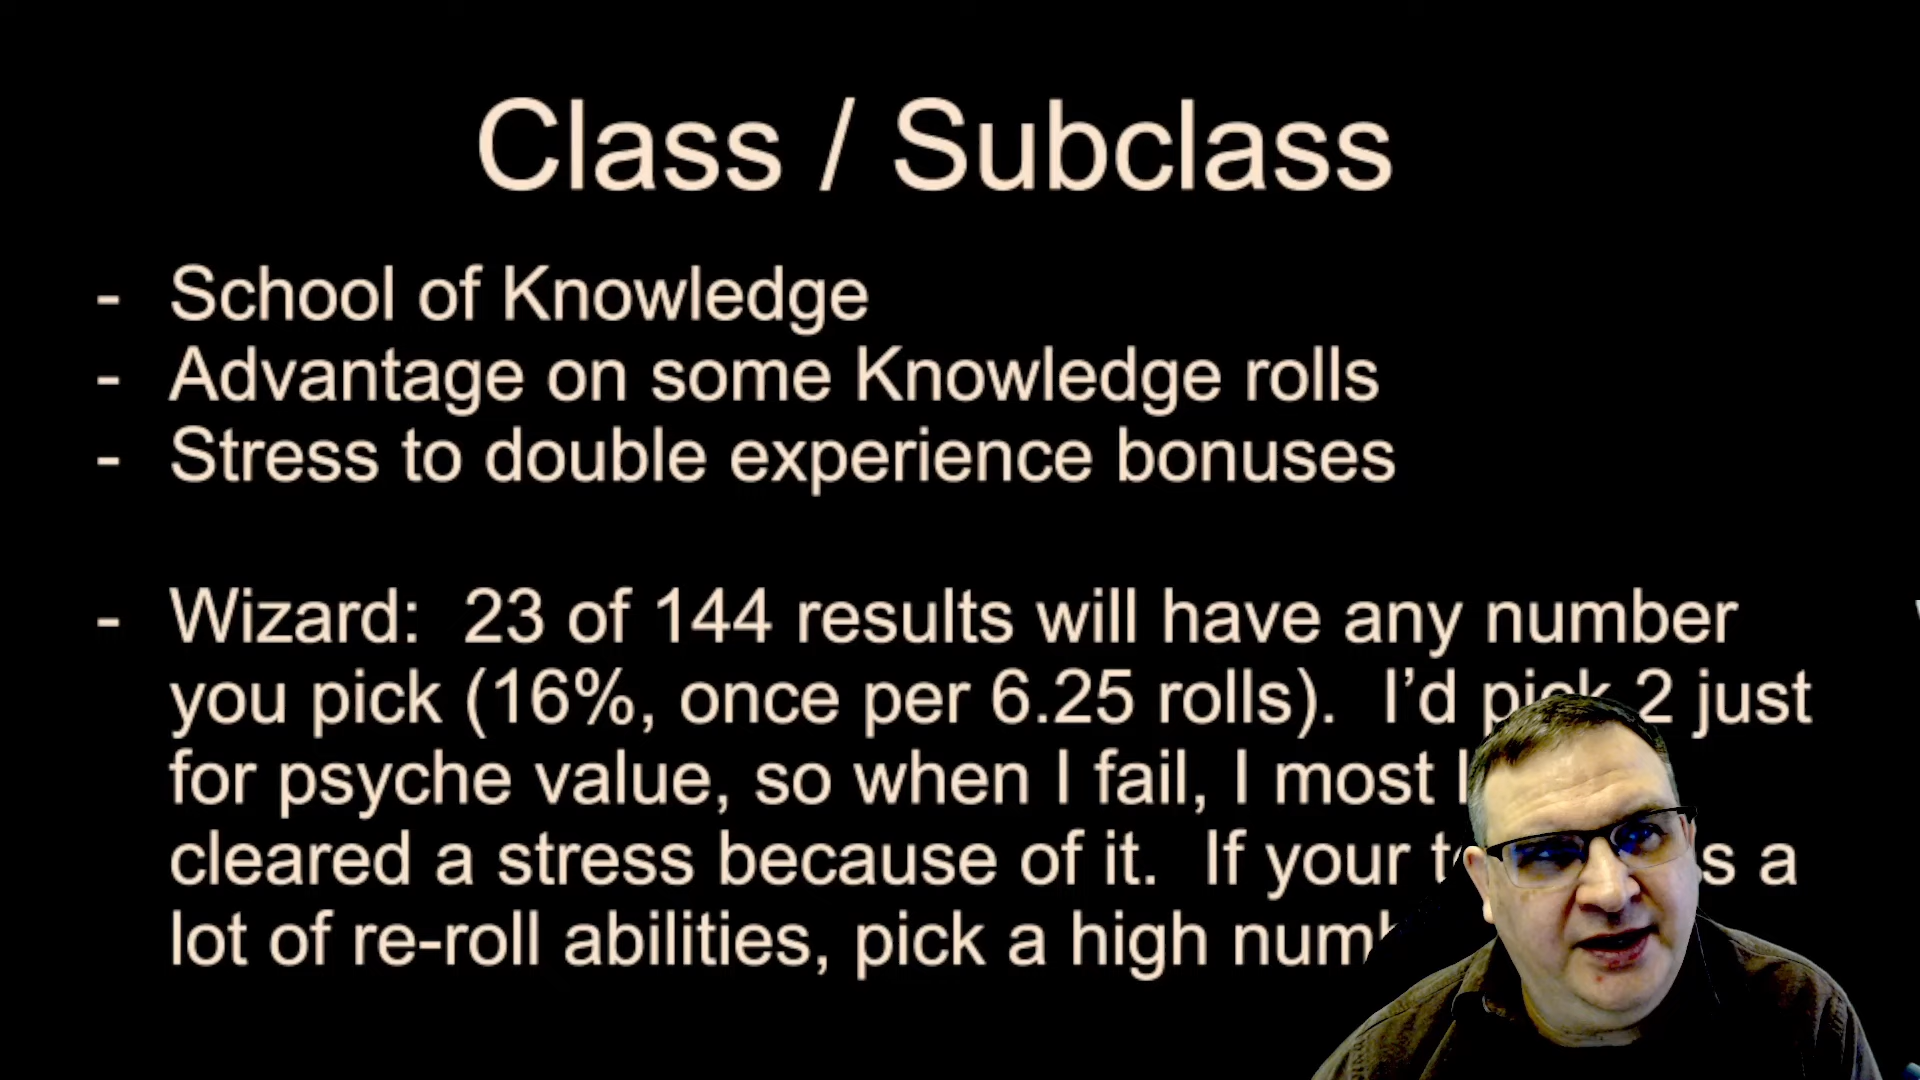 Class / Subclass
- School of Knowledge
- Advantage on some Knowledge rolls
- Stress to double experience bonuses
- Wizard: 23 of 144 results will have any number
you pick (16%, once per 6.25 rolls). I'd pick 2 just
for psyche value, so when I fail, I most
cleared a stress because of it. If your a
lot of re-roll abilities, pick a high